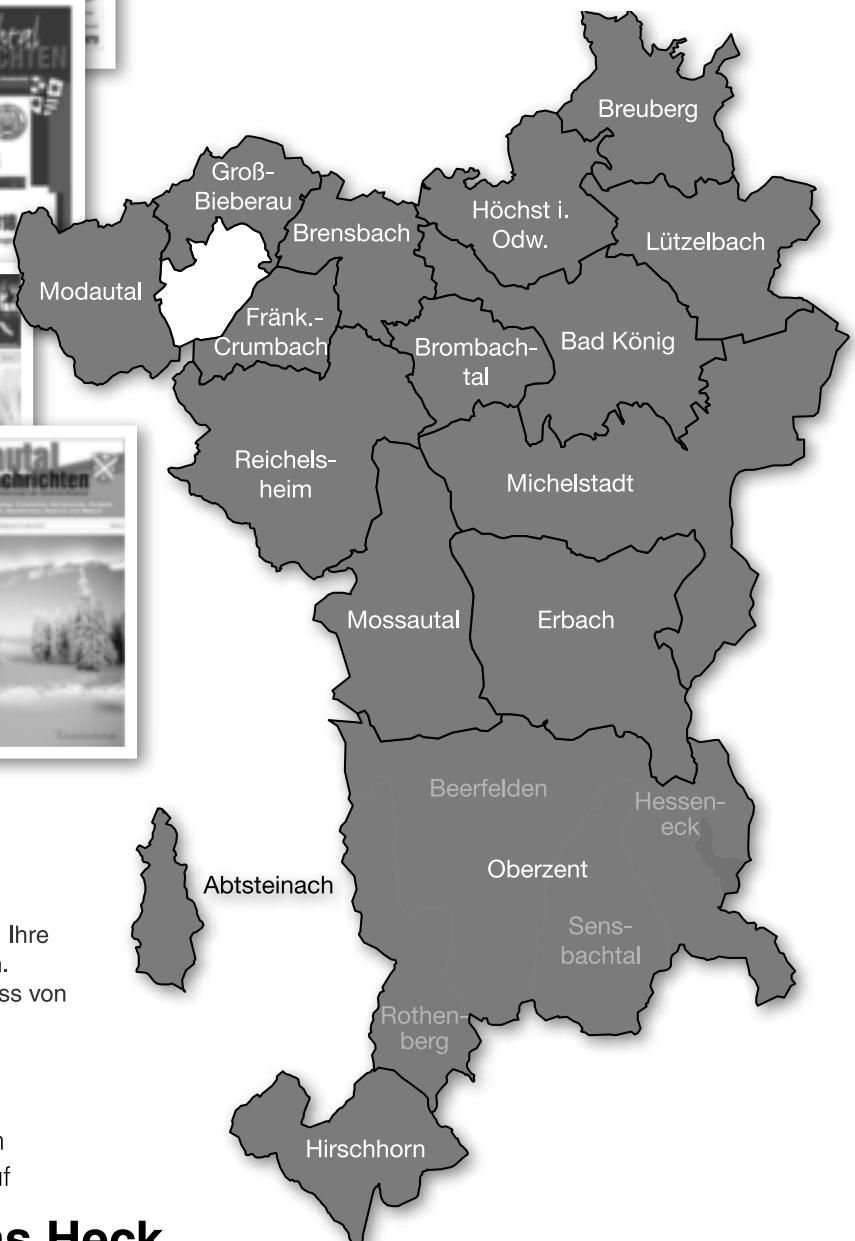 Breuberg
Groß-
Bieberau
Höchst i.
Odw.
Brensbach
Lützelbach
Modautal
Fränk.-
Crumbach
Bad König
Brombach-
tal
Reichels-
heim
Michelstadt
Mossautal
Erbach
Beerfelden
Hessen-
eck
Oberzent
Abtsteinach
Sens-
bachtal
Ihre
ss von
Rothen-
berg
Hirschhorn
Heck